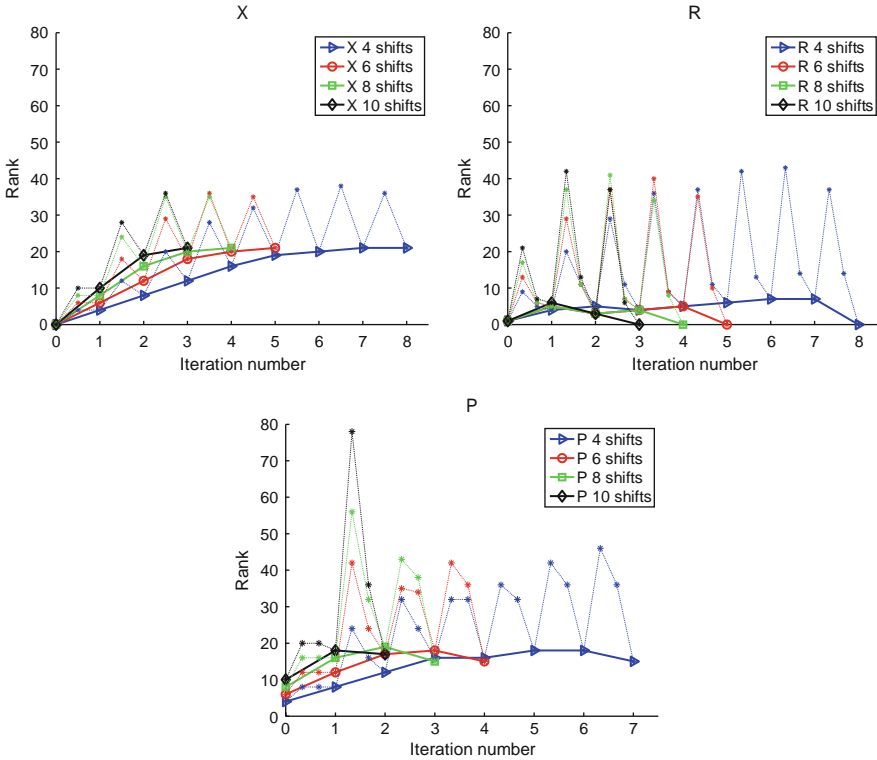 X
80
70
60
50
40
30
20
10
0
Rank
0 1 2 3 4 5 6 7 8
Iteration number
X 4 shifts
X 6 shifts
X 8 shifts
X 10 shifts
R
80
70
60
50
40
30
20
10
0
Rank
0 1 2 3 4 5 6 7 8
Iteration number
R 4 shifts
R 6 shifts
R 8 shifts
R 10 shifts
P
80
70
60
50
40
30
20
10
0
Rank
0 1 2 3 4 5 6 7
Iteration number
P 4 shifts
P 6 shifts
P 8 shifts
P 10 shifts